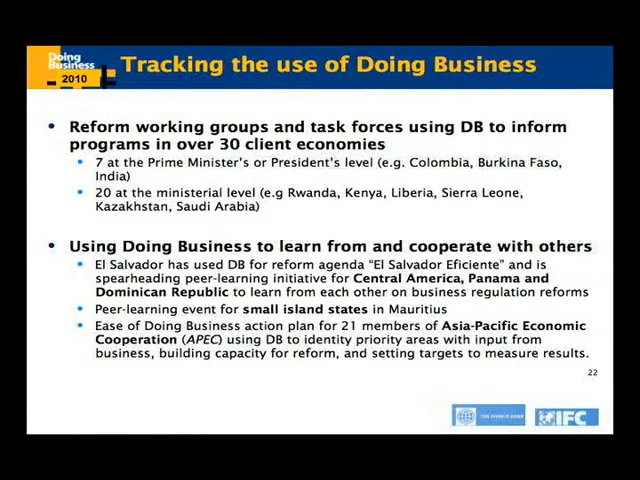 Doing
Business
2010
Tracking the use of Doing Business
• Reform working groups and task forces using DB to inform
programs in over 30 client economies
• 7 at the Prime Minister's or President's level (e.g. Colombia, Burkina Faso,
India)
• 20 at the ministerial level (e.g Rwanda, Kenya, Liberia, Sierra Leone,
Kazakhstan, Saudi Arabia)
• Using Doing Business to learn from and cooperate with others
• El Salvador has used DB for reform agenda "El Salvador Eficiente" and is
spearheading peer-learning initiative for Central America, Panama and
Dominican Republic to learn from each other on business regulation reforms
• Peer-learning event for small island states in Mauritius
• Ease of Doing Business action plan for 21 members of Asia-Pacific Economic
Cooperation (APEC) using DB to identity priority areas with input from
business, building capacity for reform, and setting targets to measure results.
22
THE WORLD BANK
IFC